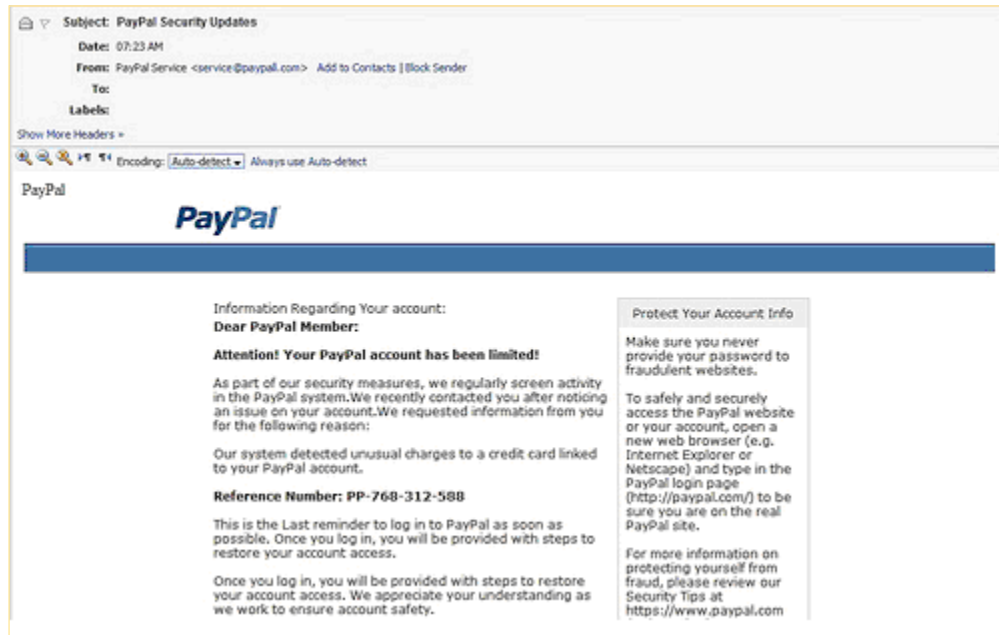 Subject: PayPal Security Updates
Date: 07:23 AM
From: PayPal Service <service@paypall.com> Add to Contacts | Block Sender
To:
Labels:
Show More Headers »
Encoding: Auto-detect Always use Auto-detect
PayPal
PayPal
Information Regarding Your account:
Dear PayPal Member:
Attention! Your PayPal account has been limited!
As part of our security measures, we regularly screen activity
in the PayPal system.We recently contacted you after noticing
an issue on your account.We requested information from you
for the following reason:
Our system detected unusual charges to a credit card linked
to your PayPal account.
Reference Number: PP-768-312-588
This is the Last reminder to log in to PayPal as soon as
possible. Once you log in, you will be provided with steps to
restore your account access.
Once you log in, you will be provided with steps to restore
your account access. We appreciate your understanding as
we work to ensure account safety.
Protect Your Account Info
Make sure you never
provide your password to
fraudulent websites.
To safely and securely
access the PayPal website
or your account, open a
new web browser (e.g.
Internet Explorer or
Netscape) and type in the
PayPal login page
(http://paypal.com/) to be
sure you are on the real
PayPal site.
For more information on
protecting yourself from
fraud, please review our
Security Tips at
https://www.paypal.com